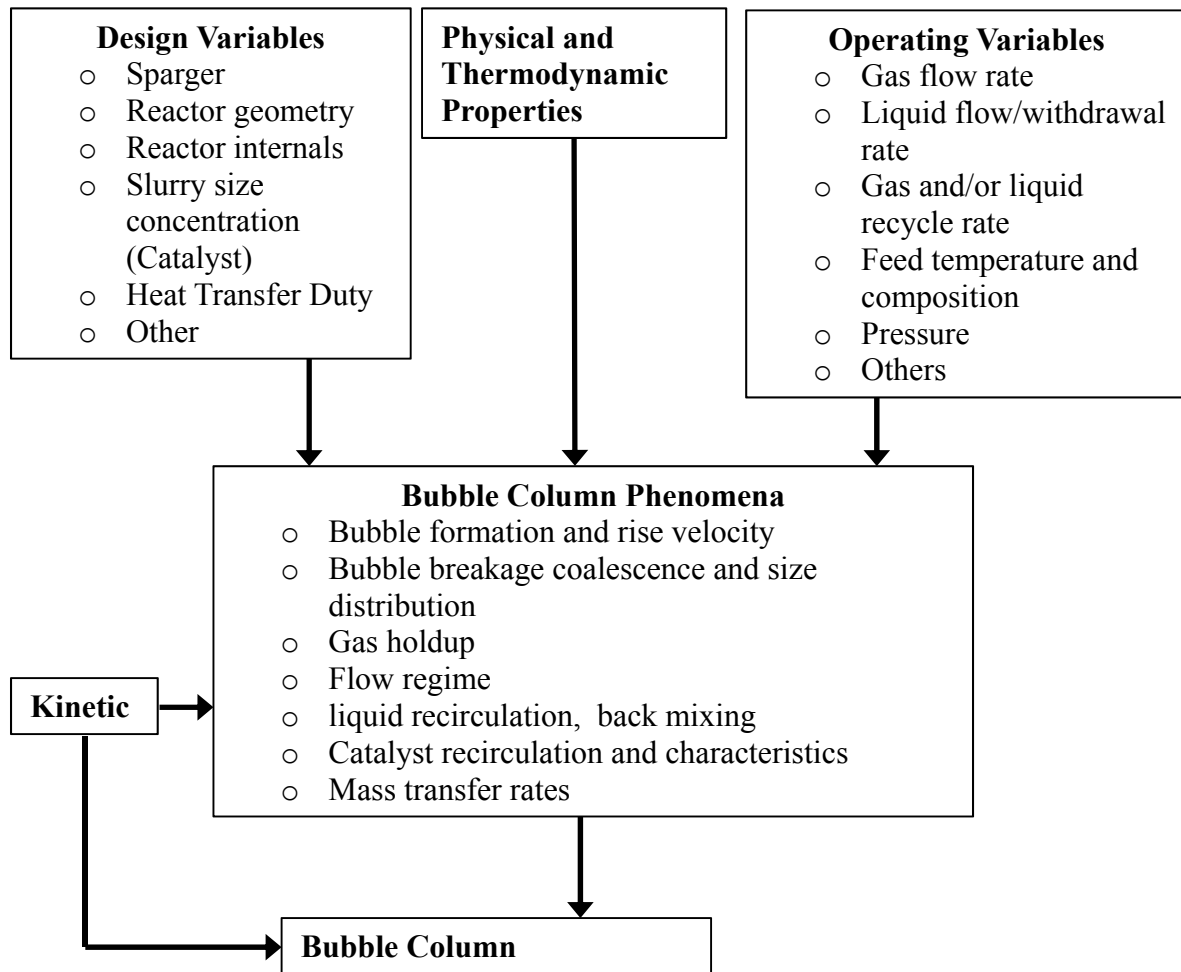 Design Variables
o Sparger
o Reactor geometry
o Reactor internals
o Slurry size
concentration
(Catalyst)
o Heat Transfer Duty
o Other
Physical and
Thermodynamic
Properties
Operating Variables
o Gas flow rate
o Liquid flow/withdrawal
rate
o Gas and/or liquid
recycle rate
o Feed temperature and
composition
o Pressure
o Others
Bubble Column Phenomena
o Bubble formation and rise velocity
o Bubble breakage coalescence and size
distribution
o Gas holdup
o Flow regime
o liquid recirculation, back mixing
o Catalyst recirculation and characteristics
o Mass transfer rates
Kinetic
Bubble Column